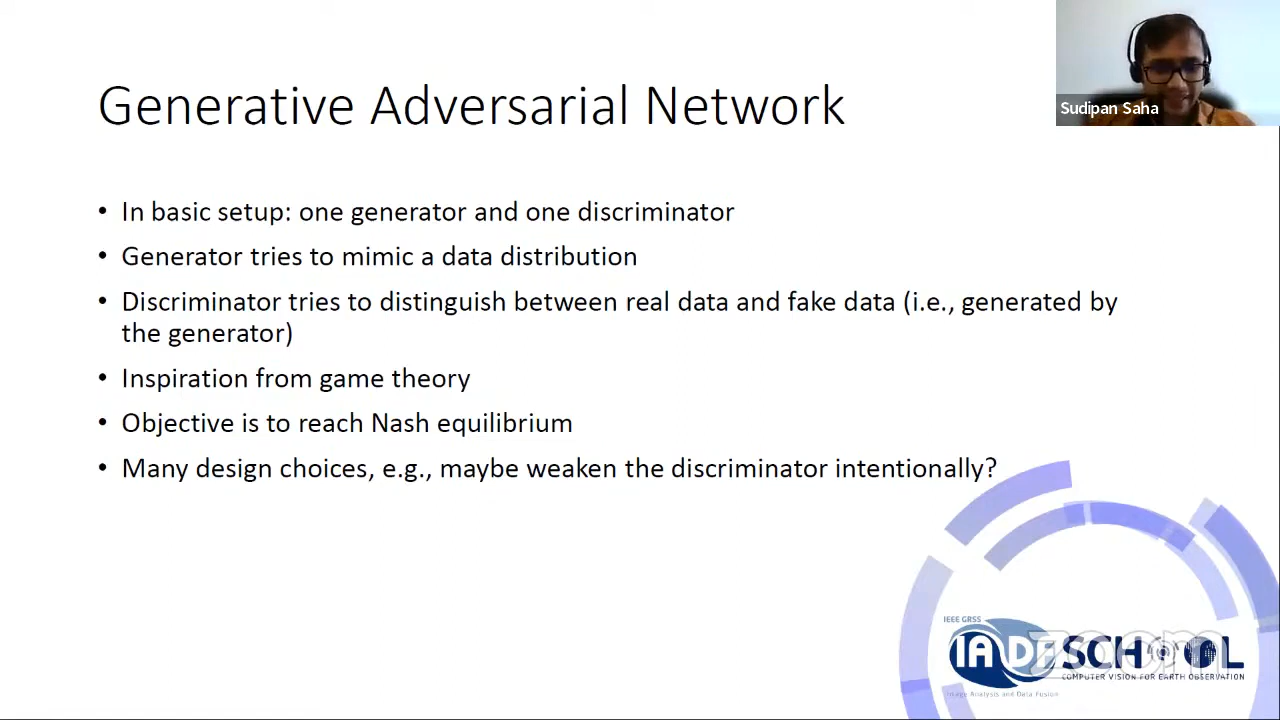 Generative Adversarial Network
Sudipan Saha
• In basic setup: one generator and one discriminator
• Generator tries to mimic a data distribution
• Discriminator tries to distinguish between real data and fake data (i.e., generated by
the generator)
• Inspiration from game theory
• Objective is to reach Nash equilibrium
• Many design choices, e.g., maybe weaken the discriminator intentionally?
IEEE GRSS
IADF SCHOOL
zoom
COMPUTER VISION FOR EARTH OBSERVATION
Image Analysis and Data Fusion